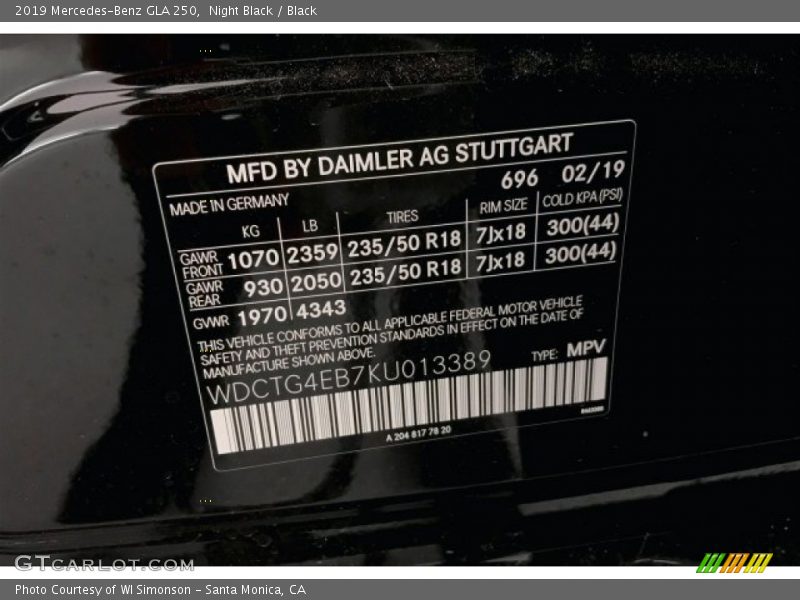 2019 Mercedes-Benz GLA 250,  Night Black / Black
MFD BY DAIMLER AG STUTTGART
696 02/19
MADE IN GERMANY
KG LB TIRES RIM SIZE COLD KPA (PSI)
GAWR FRONT 1070 2359 235/50 R18 7Jx18 300(44)
GAWR REAR 930 2050 235/50 R18 7Jx18 300(44)
GVWR 1970 4343
THIS VEHICLE CONFORMS TO ALL APPLICABLE FEDERAL MOTOR VEHICLE
SAFETY AND THEFT PREVENTION STANDARDS IN EFFECT ON THE DATE OF
MANUFACTURE SHOWN ABOVE.
TYPE: MPV
WDCTG4EB7KU013389
A 204 817 78 20
GTCARLOT.COM
Photo Courtesy of WI Simonson - Santa Monica, CA